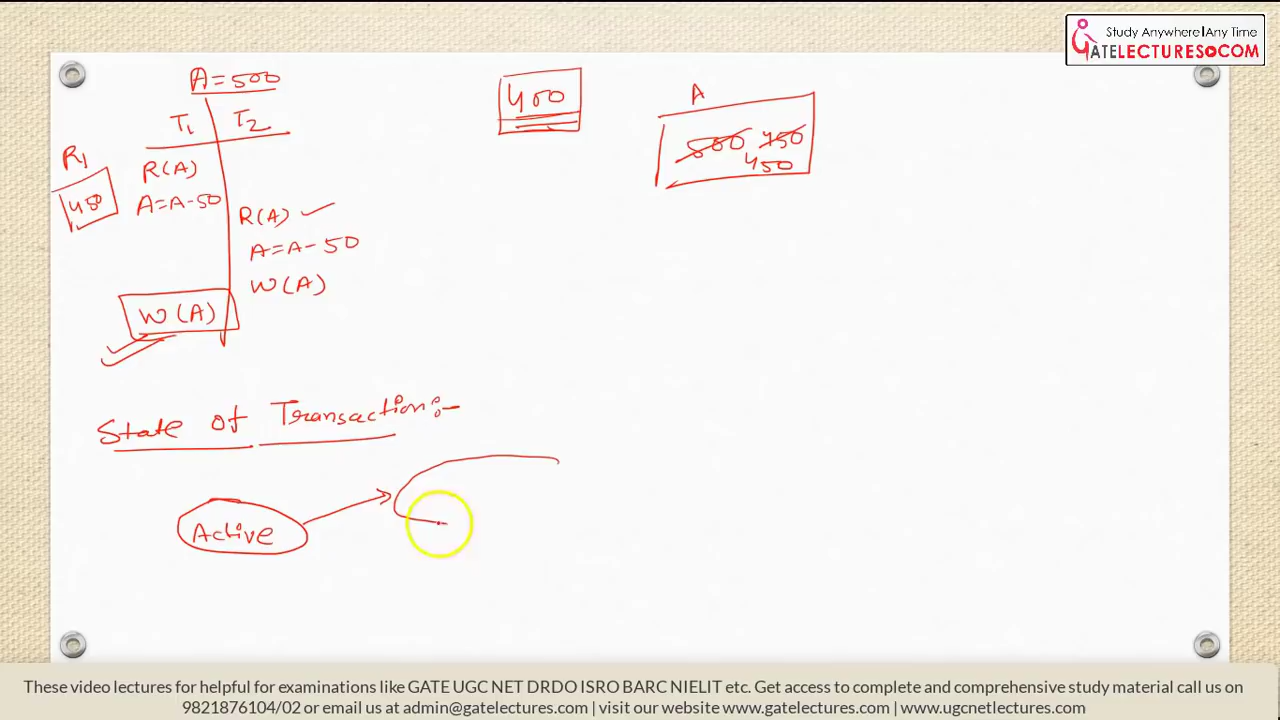 Study Anywhere|Any Time
GATELECTURES.COM
A = 500
T1 T2
R1
450
R(A)
A=A-50
R(A)
A=A-50
W(A)
W(A)
400
A
500 450
450
State of Transaction:-
Active
These video lectures for helpful for examinations like GATE UGC NET DRDO ISRO BARC NIELIT etc. Get access to complete and comprehensive study material call us on
9821876104/02 or email us at admin@gatelectures.com | visit our website www.gatelectures.com | www.ugcnetlectures.com